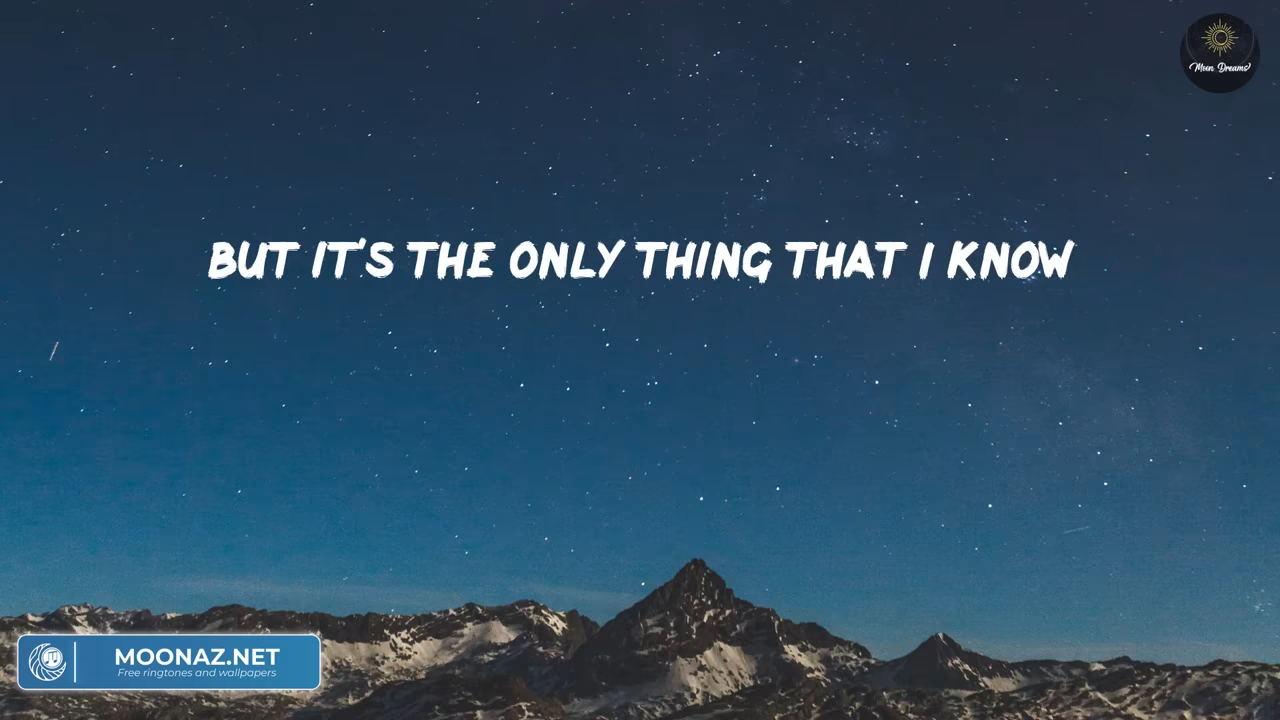 Moon Dreams
BUT IT'S THE ONLY THING THAT I KNOW
MOONAZ.NET
Free ringtones and wallpapers